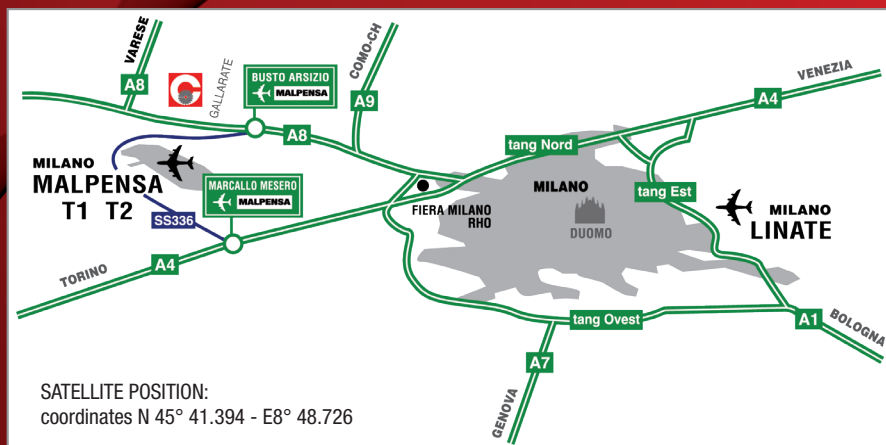 VARESE
A8
GALLARATE
BUSTO ARSIZIO
MALPENSA
COMO-CH
A9
A8
VENEZIA
A4
tang Nord
MILANO
MALPENSA
T1 T2
SS336
MARCALLO MESERO
MALPENSA
FIERA MILANO
RHO
MILANO
DUOMO
tang Est
MILANO
LINATE
TORINO
A4
tang Ovest
A1
BOLOGNA
A7
GENOVA
SATELLITE POSITION:
coordinates N 45° 41.394 - E8° 48.726